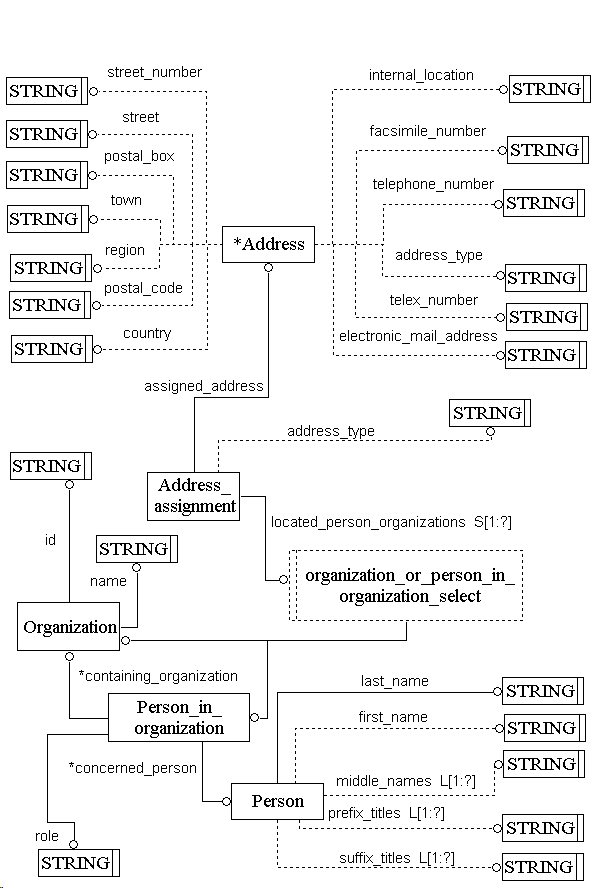 street_number
internal_location
STRING
STRING
street
facsimile_number
STRING
STRING
postal_box
telephone_number
STRING
STRING
town
STRING
*Address
region
address_type
STRING
STRING
postal_code
telex_number
STRING
STRING
country
electronic_mail_address
STRING
STRING
assigned_address
STRING
address_type
STRING
Address_
assignment
located_person_organizations S[1:?]
id
STRING
name
organization_or_person_in_
organization_select
Organization
*containing_organization
last_name
STRING
Person_in_
organization
first_name
STRING
*concerned_person
STRING
middle_names L[1:?]
Person
prefix_titles L[1:?]
STRING
role
suffix_titles L[1:?]
STRING
STRING